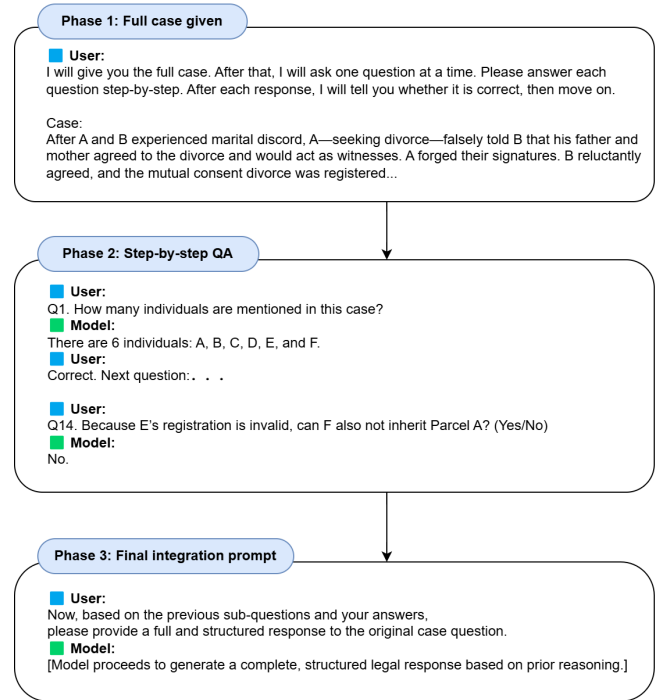 Phase 1: Full case given
User:
I will give you the full case. After that, I will ask one question at a time. Please answer each
question step-by-step. After each response, I will tell you whether it is correct, then move on.
Case:
After A and B experienced marital discord, A—seeking divorce—falsely told B that his father and
mother agreed to the divorce and would act as witnesses. A forged their signatures. B reluctantly
agreed, and the mutual consent divorce was registered...
Phase 2: Step-by-step QA
User:
Q1. How many individuals are mentioned in this case?
Model:
There are 6 individuals: A, B, C, D, E, and F.
User:
Correct. Next question: . . .
User:
Q14. Because E's registration is invalid, can F also not inherit Parcel A? (Yes/No)
Model:
No.
Phase 3: Final integration prompt
User:
Now, based on the previous sub-questions and your answers,
please provide a full and structured response to the original case question.
Model:
[Model proceeds to generate a complete, structured legal response based on prior reasoning.]